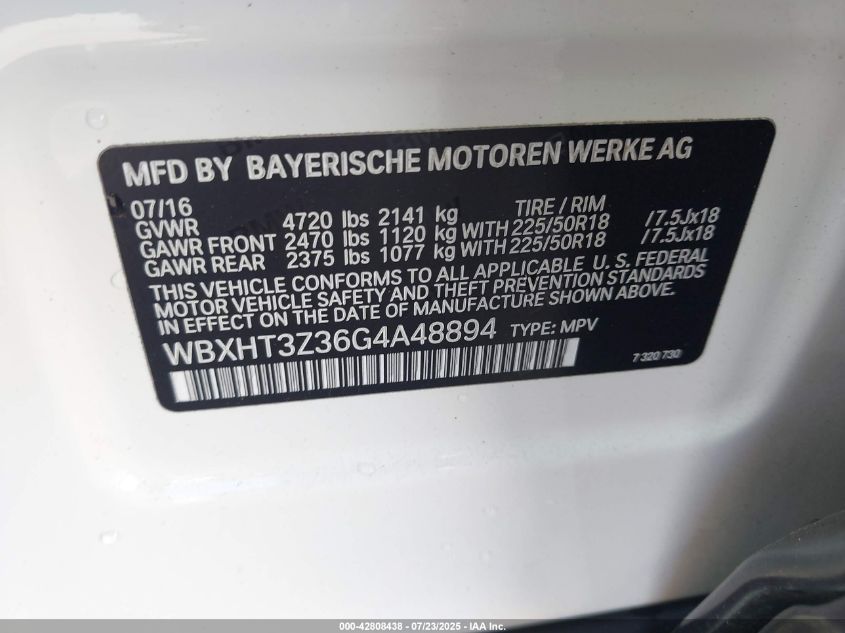 MFD BY BAYERISCHE MOTOREN WERKE AG
07/16 TIRE / RIM
GVWR 4720 lbs 2141 kg
GAWR FRONT 2470 lbs 1120 kg WITH 225/50R18 /7.5Jx18
GAWR REAR 2375 lbs 1077 kg WITH 225/50R18 /7.5Jx18
THIS VEHICLE CONFORMS TO ALL APPLICABLE U. S. FEDERAL
MOTOR VEHICLE SAFETY AND THEFT PREVENTION STANDARDS
IN EFFECT ON THE DATE OF MANUFACTURE SHOWN ABOVE.
WBXHT3Z36G4A48894 TYPE: MPV
7 320 730
000-42808438 - 07/23/2025 - IAA Inc.